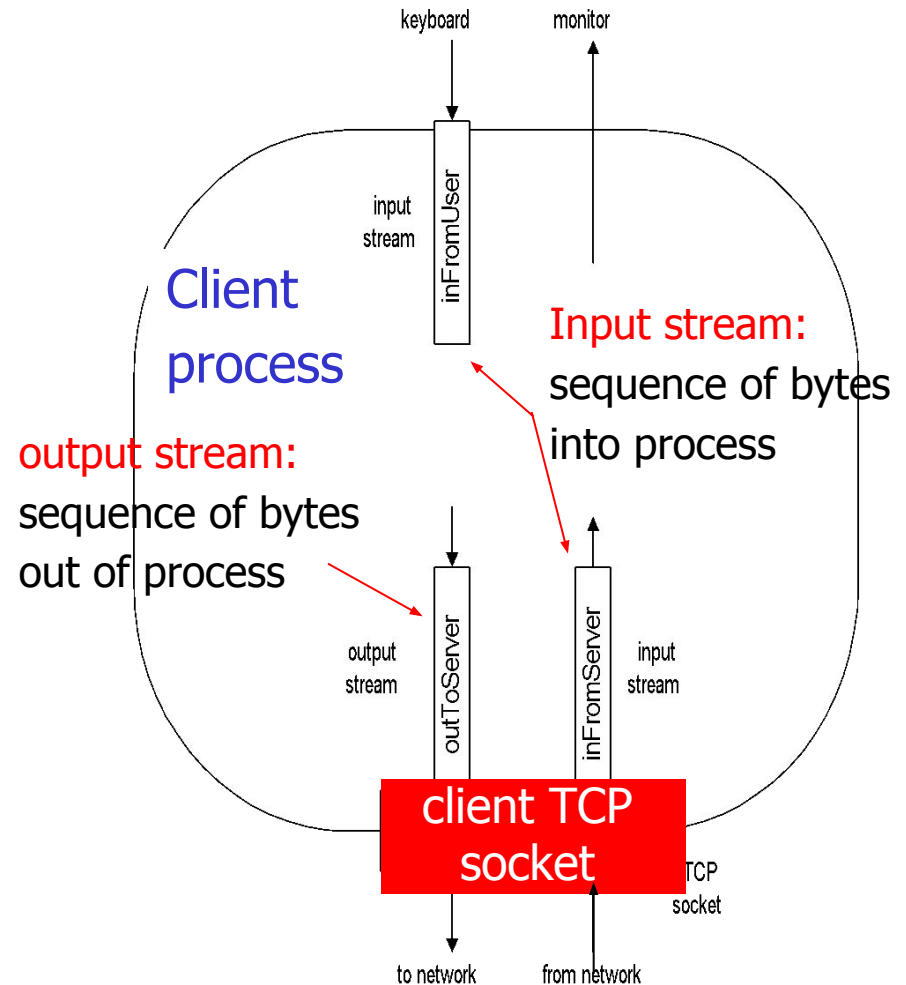 keyboard
monitor
inFromUser
input
stream
Client
process
Input stream:
sequence of bytes
into process
output stream:
sequence of bytes
out of process
output
stream
outToServer
inFromServer
input
stream
client TCP
socket
TCP
socket
to network
from network